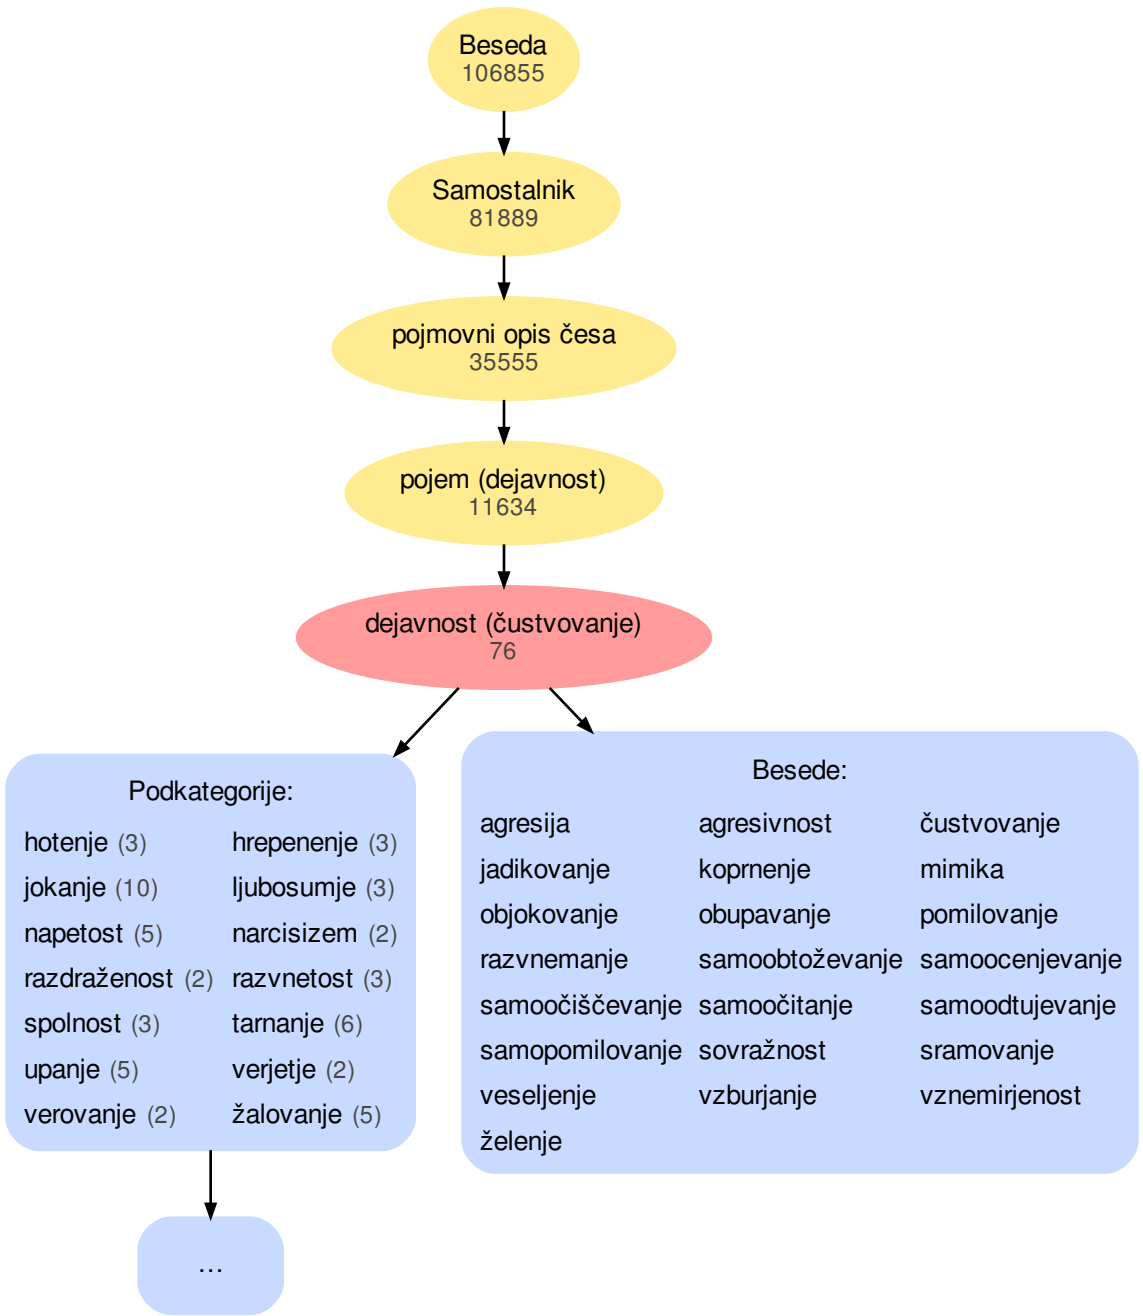 Beseda
106855
Samostalnik
81889
pojmovni opis česa
35555
pojem (dejavnost)
11634
dejavnost (čustvovanje)
76
Podkategorije:
hotenje (3) hrepenenje (3)
jokanje (10) ljubosumje (3)
napetost (5) narcisizem (2)
razdraženost (2) razvnetost (3)
spolnost (3) tarnanje (6)
upanje (5) verjetje (2)
verovanje (2) žalovanje (5)
...
Besede:
agresija agresivnost čustvovanje
jadikovanje koprnenje mimika
objokovanje obupavanje pomilovanje
razvnemanje samoobtoževanje samoocenjevanje
samoočiščevanje samoočitanje samoodtujevanje
samopomilovanje sovražnost sramovanje
veseljenje vzburjanje vznemirjenost
želenje